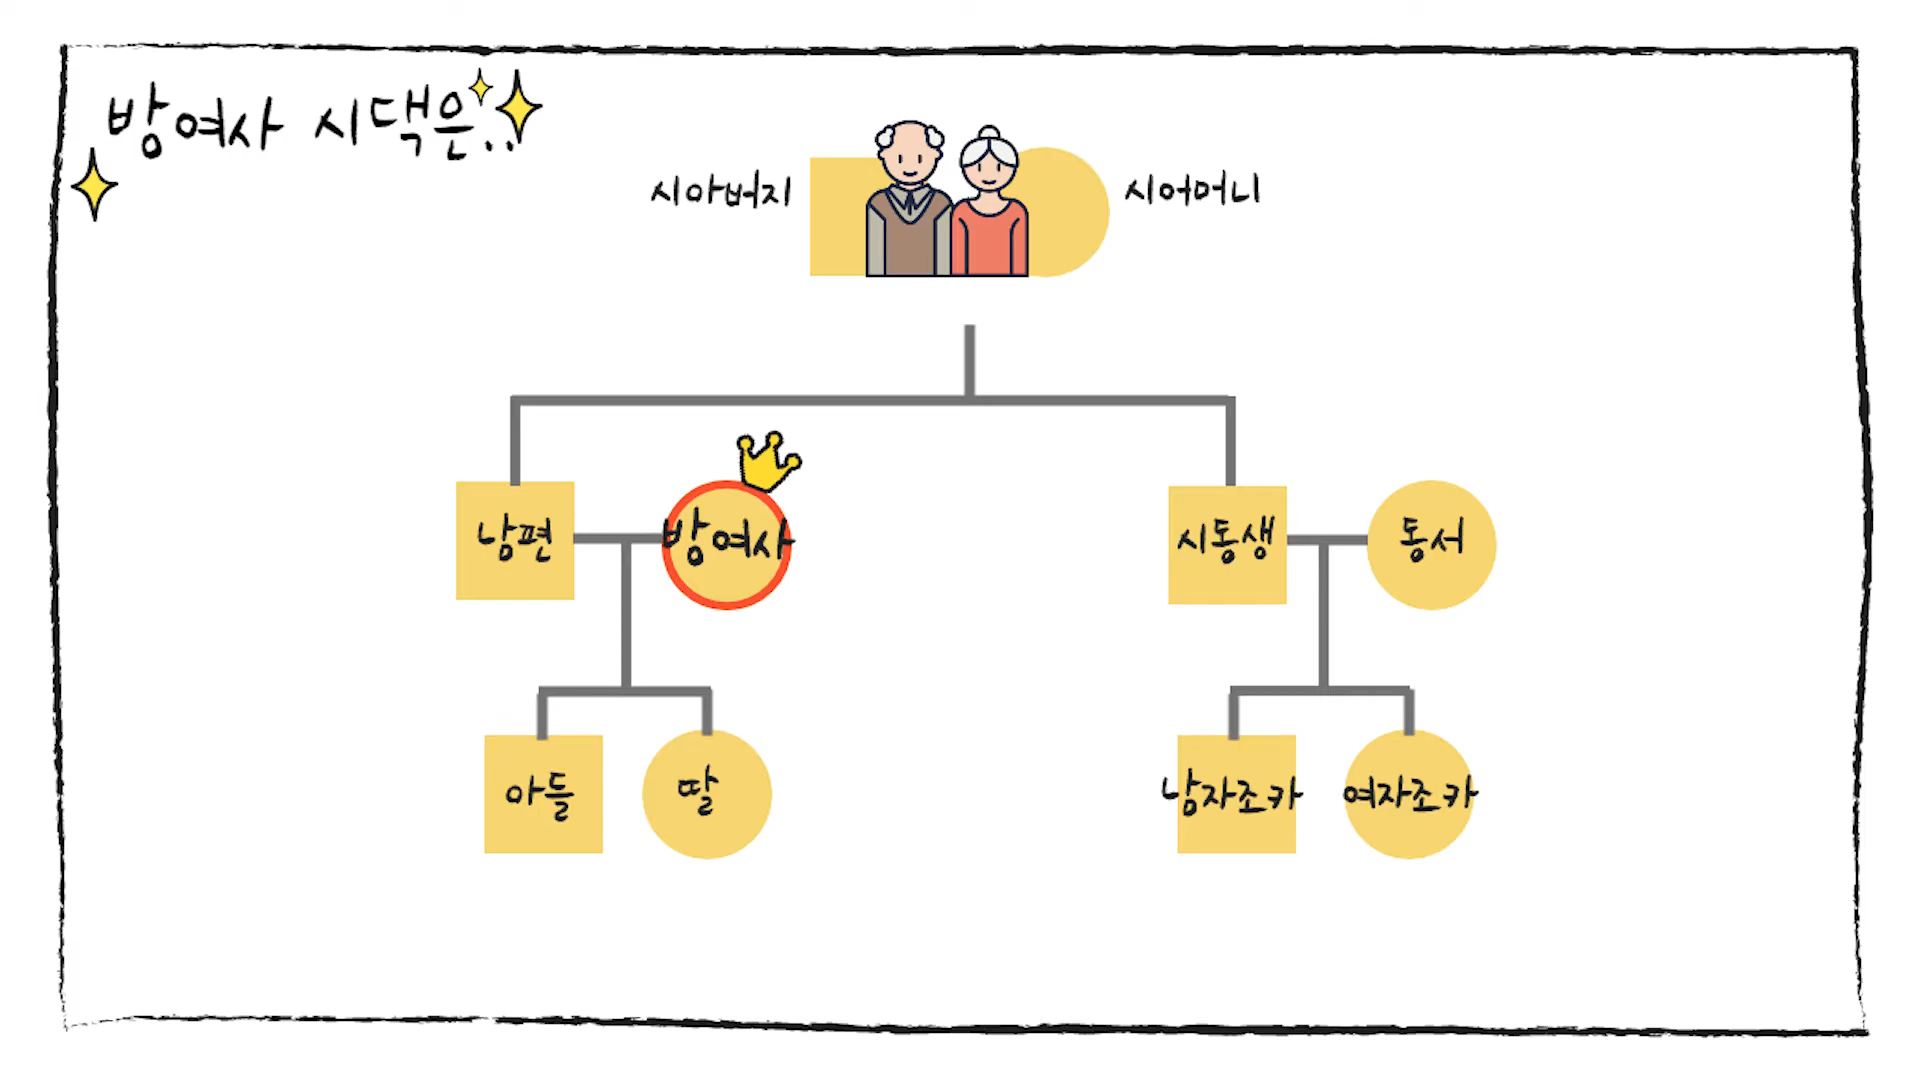 방여사 시댁은..
시아버지
시어머니
남편
방여사
시동생
동서
아들
딸
남자조카
여자조카